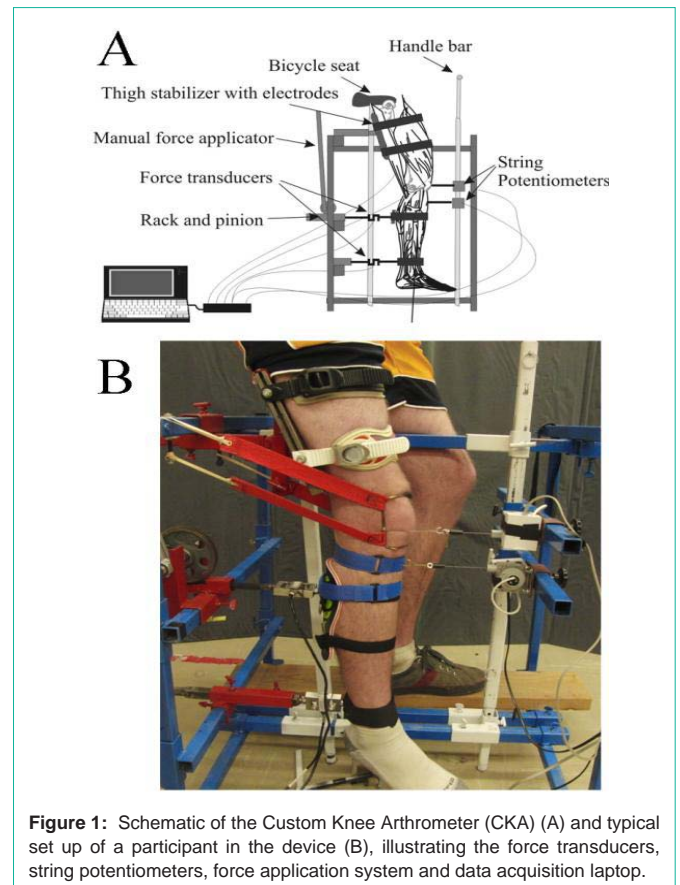 A
Handle bar
Bicycle seat
Thigh stabilizer with electrodes
Manual force applicator
Force transducers
String
Potentiometers
Rack and pinion
B
Figure 1: Schematic of the Custom Knee Arthrometer (CKA) (A) and typical
set up of a participant in the device (B), illustrating the force transducers,
string potentiometers, force application system and data acquisition laptop.